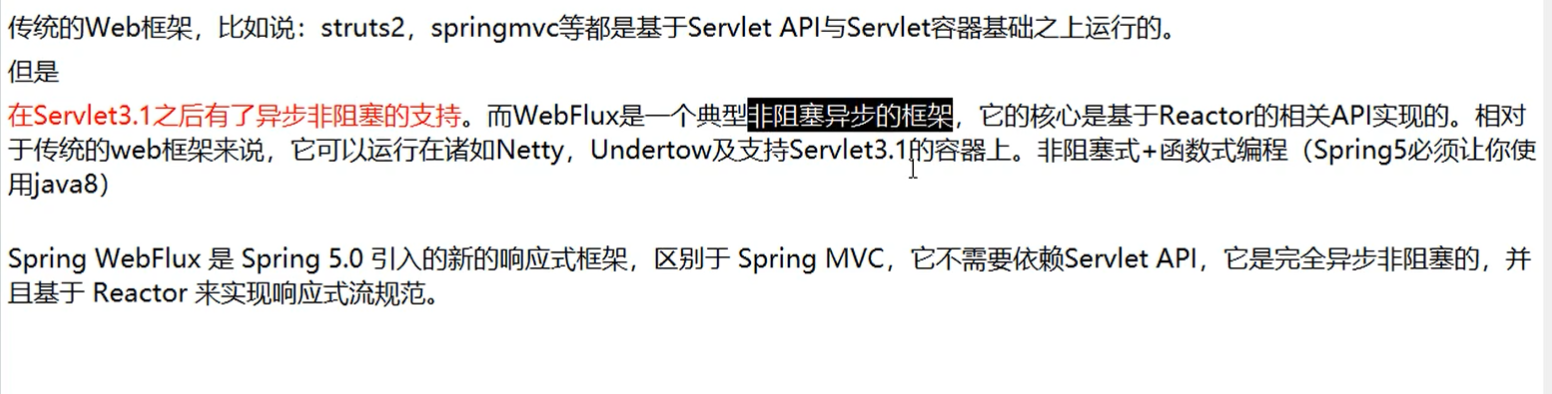 传统的Web框架，比如说：struts2，springmvc等都是基于Servlet API与Servlet容器基础之上运行的。
但是
在Servlet3.1之后有了异步非阻塞的支持。而WebFlux是一个典型非阻塞异步的框架，它的核心是基于Reactor的相关API实现的。相对
于传统的web框架来说，它可以运行在诸如Netty，Undertow及支持Servlet3.1的容器上。非阻塞式+函数式编程（Spring5必须让你使
用java8）
Spring WebFlux 是 Spring 5.0 引入的新的响应式框架，区别于 Spring MVC，它不需要依赖Servlet API，它是完全异步非阻塞的，并
且基于 Reactor 来实现响应式流规范。